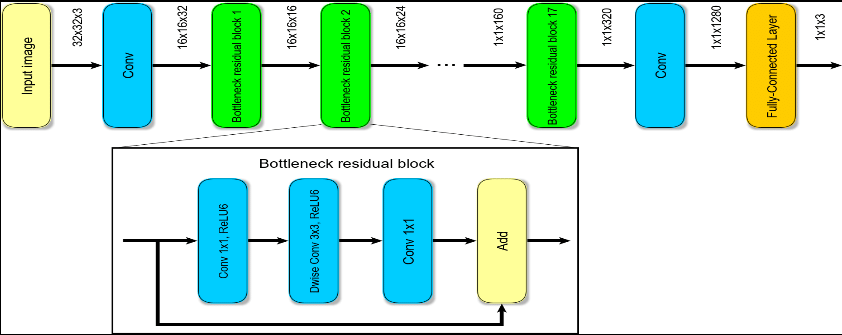 Input image
32x32x3
Conv
16x16x32
Bottleneck residual block 1
16x16x16
Bottleneck residual block 2
16x16x24
...
1x1x160
Bottleneck residual block 17
1x1x320
Conv
1x1x1280
Fully-Connected Layer
1x1x3
Bottleneck residual block
Conv 1x1, ReLU6
Dwise Conv 3x3, ReLU6
Conv 1x1
Add